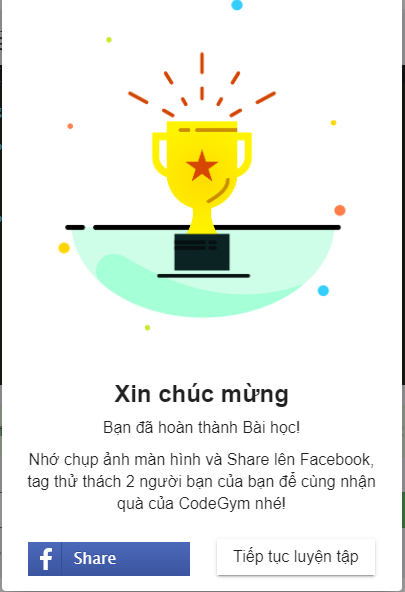 Xin chúc mừng
Bạn đã hoàn thành Bài học!
Nhớ chụp ảnh màn hình và Share lên Facebook,
tag thử thách 2 người bạn của bạn để cùng nhận
quà của CodeGym nhé!
Share
Tiếp tục luyện tập